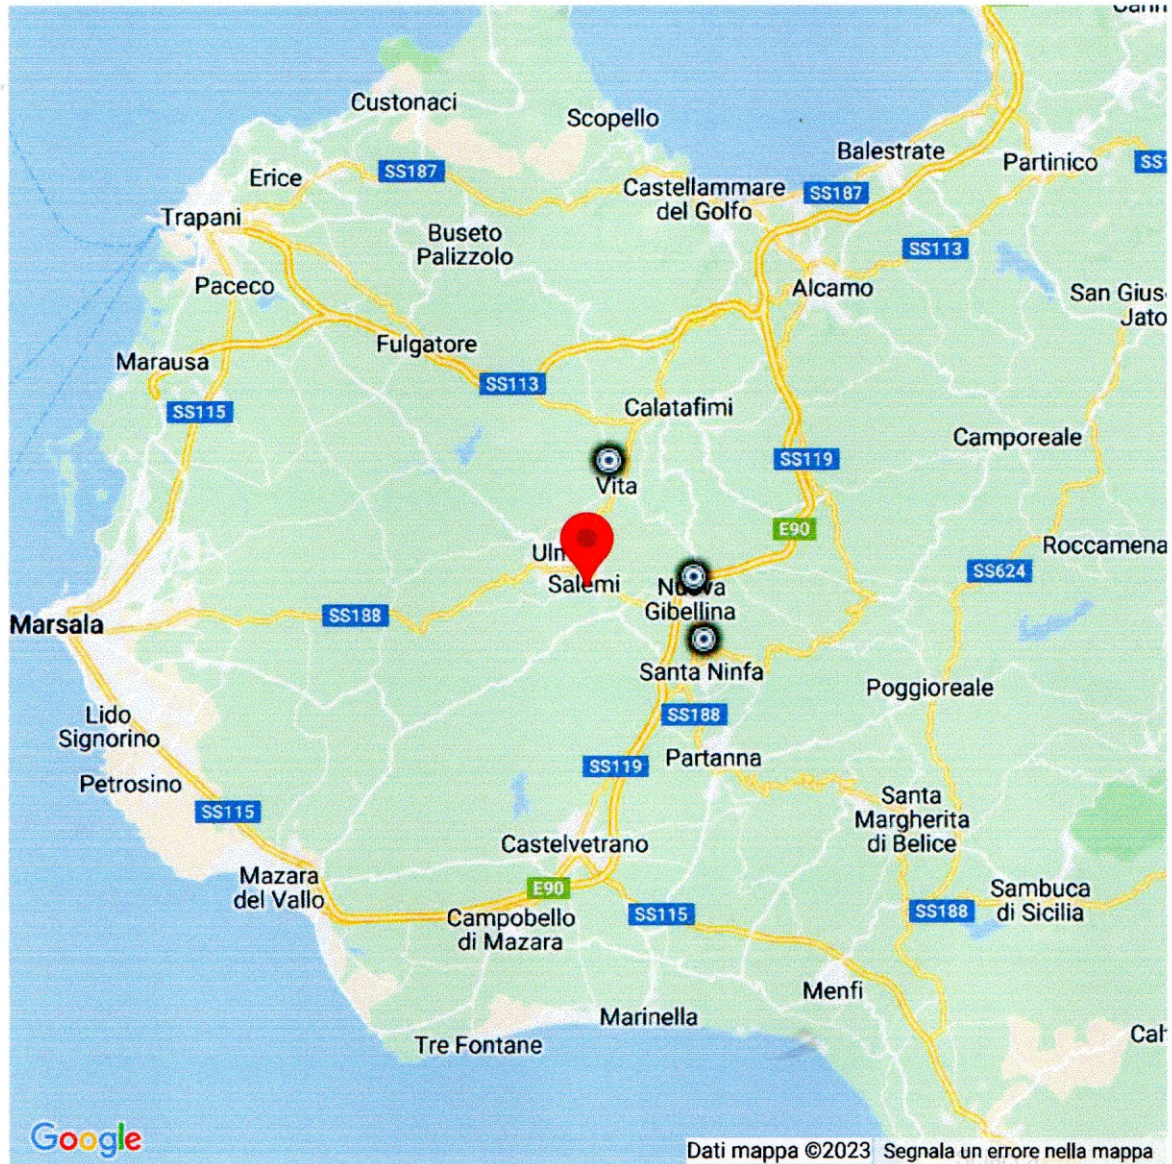 Custonaci
Scopello
Balestrate
Partinico
SS187
Erice
Castellammare
del Golfo
SS187
Trapani
Buseto
Palizzolo
SS113
Paceco
Alcamo
San Gius
Jato
Fulgatore
Marausa
SS113
SS115
Calatafimi
Camporeale
SS119
Vita
E90
Salemi
Roccamena
SS624
Nuova
Gibellina
SS188
Marsala
Santa Ninfa
Poggioreale
SS188
Lido
Signorino
Partanna
SS119
Petrosino
SS115
Santa
Margherita
di Belice
Castelvetrano
Mazara
del Vallo
E90
Sambuca
di Sicilia
Campobello
di Mazara
SS115
SS188
Menfi
Marinella
Tre Fontane
Google
Dati mappa ©2023 Segnala un errore nella mappa